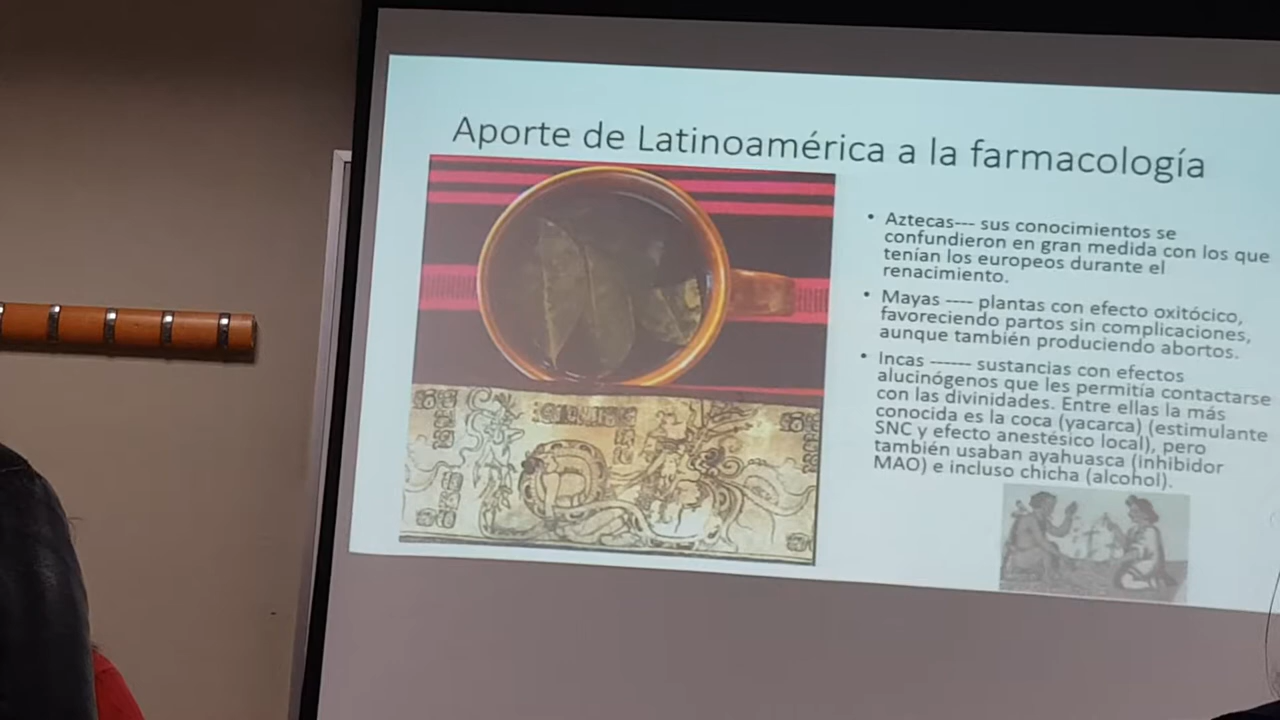 Aporte de Latinoamérica a la farmacología
• Aztecas--- sus conocimientos se
confundieron en gran medida con los que
tenían los europeos durante el
renacimiento.
• Mayas ---- plantas con efecto oxitócico,
favoreciendo partos sin complicaciones,
aunque también produciendo abortos.
• Incas ------ sustancias con efectos
alucinógenos que les permitía contactarse
con las divinidades. Entre ellas la más
conocida es la coca (yacarca) (estimulante
SNC y efecto anestésico local), pero
también usaban ayahuasca (inhibidor
MAO) e incluso chicha (alcohol).